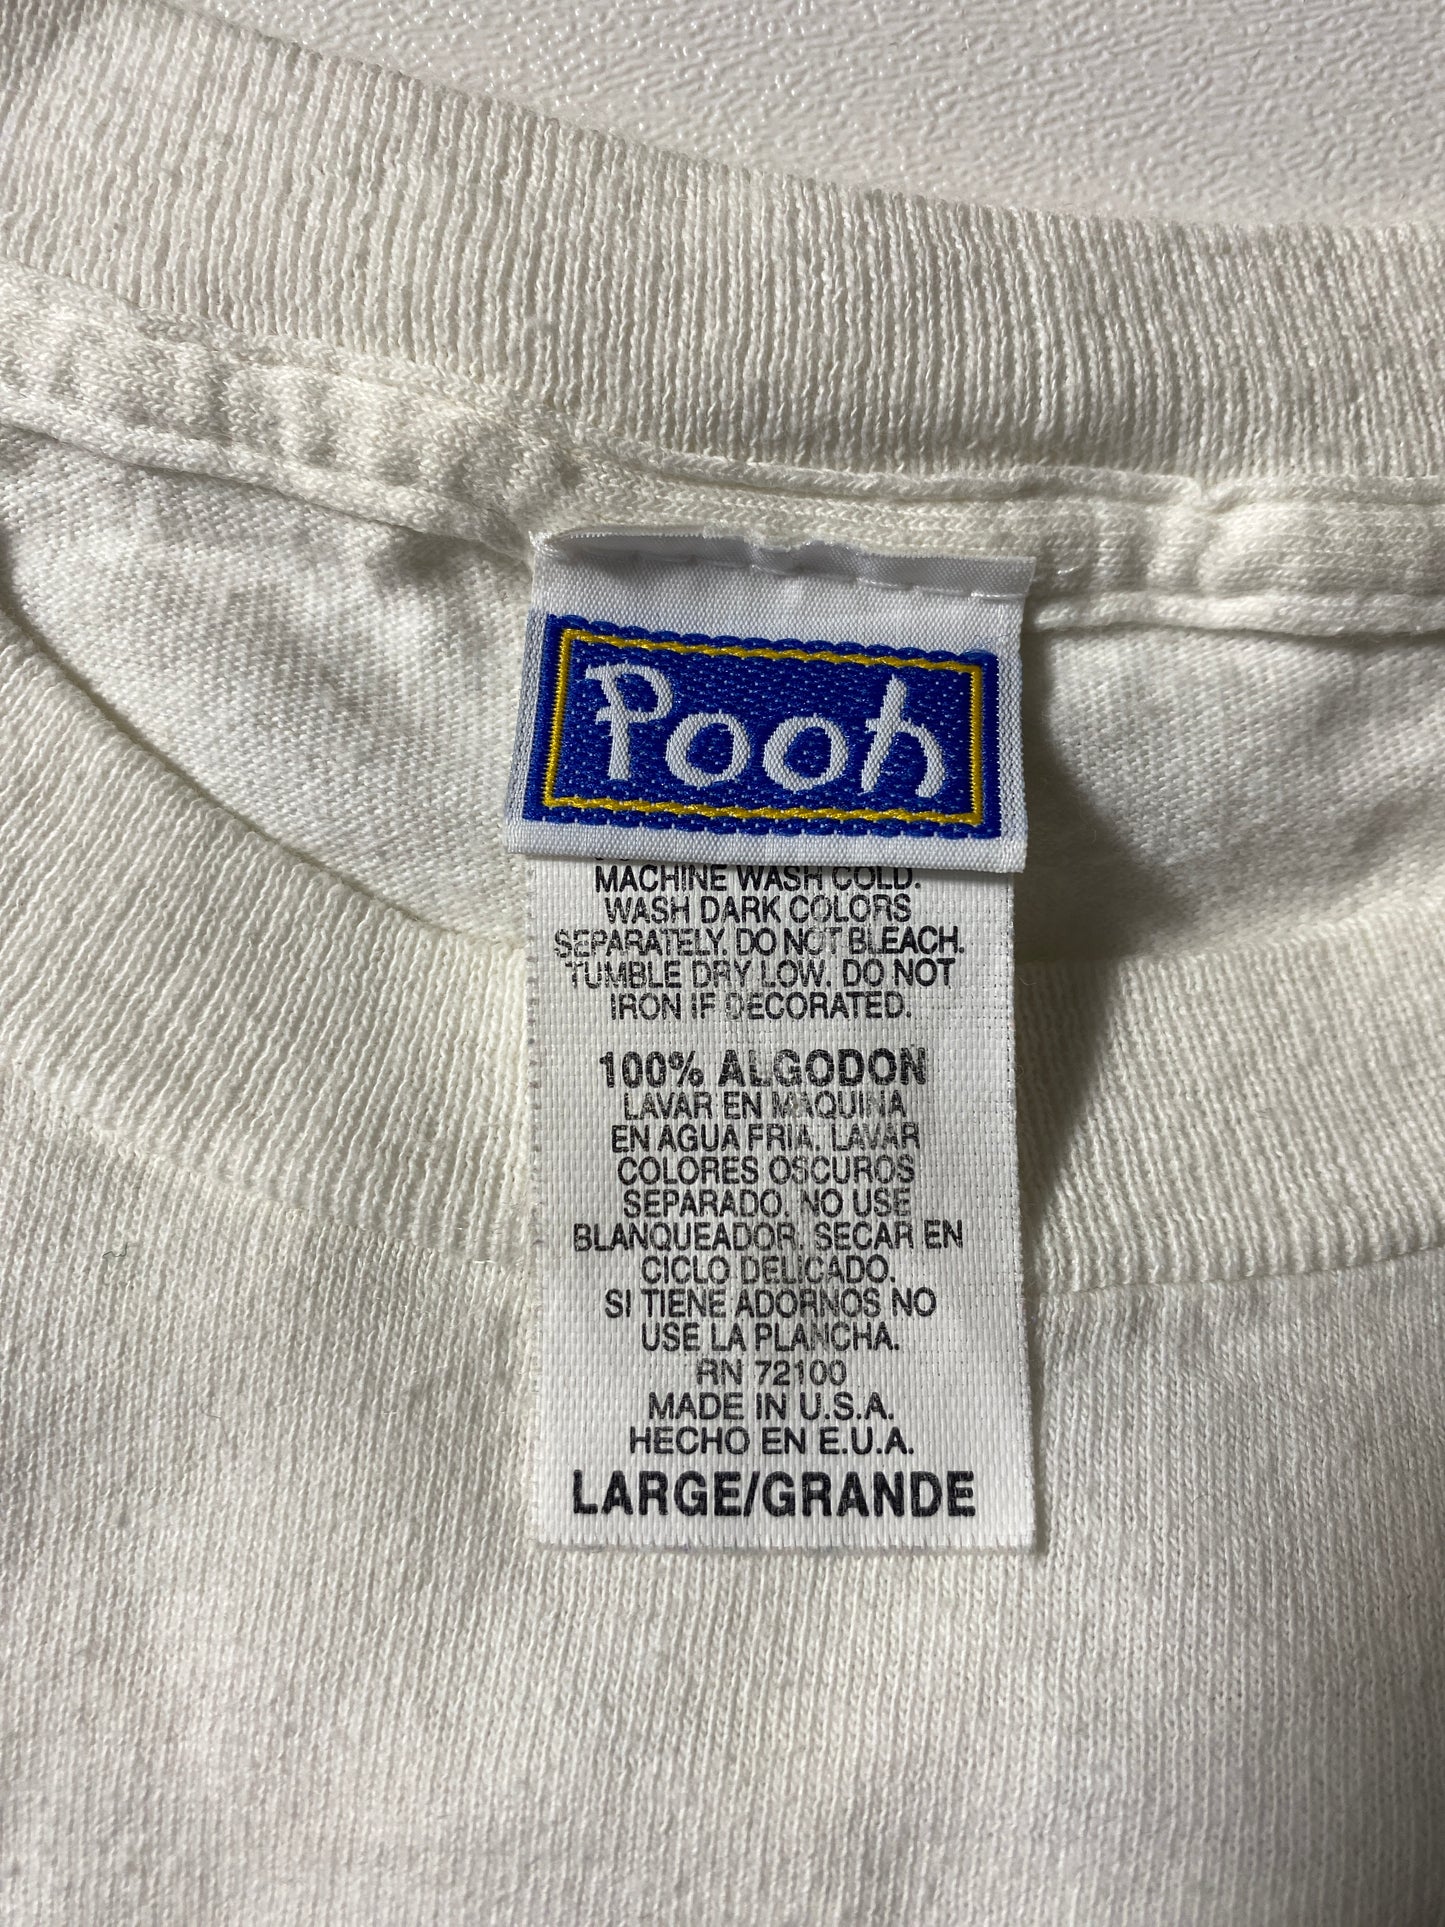 Pooh
MACHINE WASH COLD.
WASH DARK COLORS
SEPARATELY. DO NOT BLEACH.
TUMBLE DRY LOW. DO NOT
IRON IF DECORATED.
100% ALGODON
LAVAR EN MAQUINA
EN AGUA FRIA. LAVAR
COLORES OSCUROS
SEPARADO. NO USE
BLANQUEADOR. SECAR EN
CICLO DELICADO.
SI TIENE ADORNOS NO
USE LA PLANCHA.
RN 72100
MADE IN U.S.A.
HECHO EN E.U.A.
LARGE/GRANDE